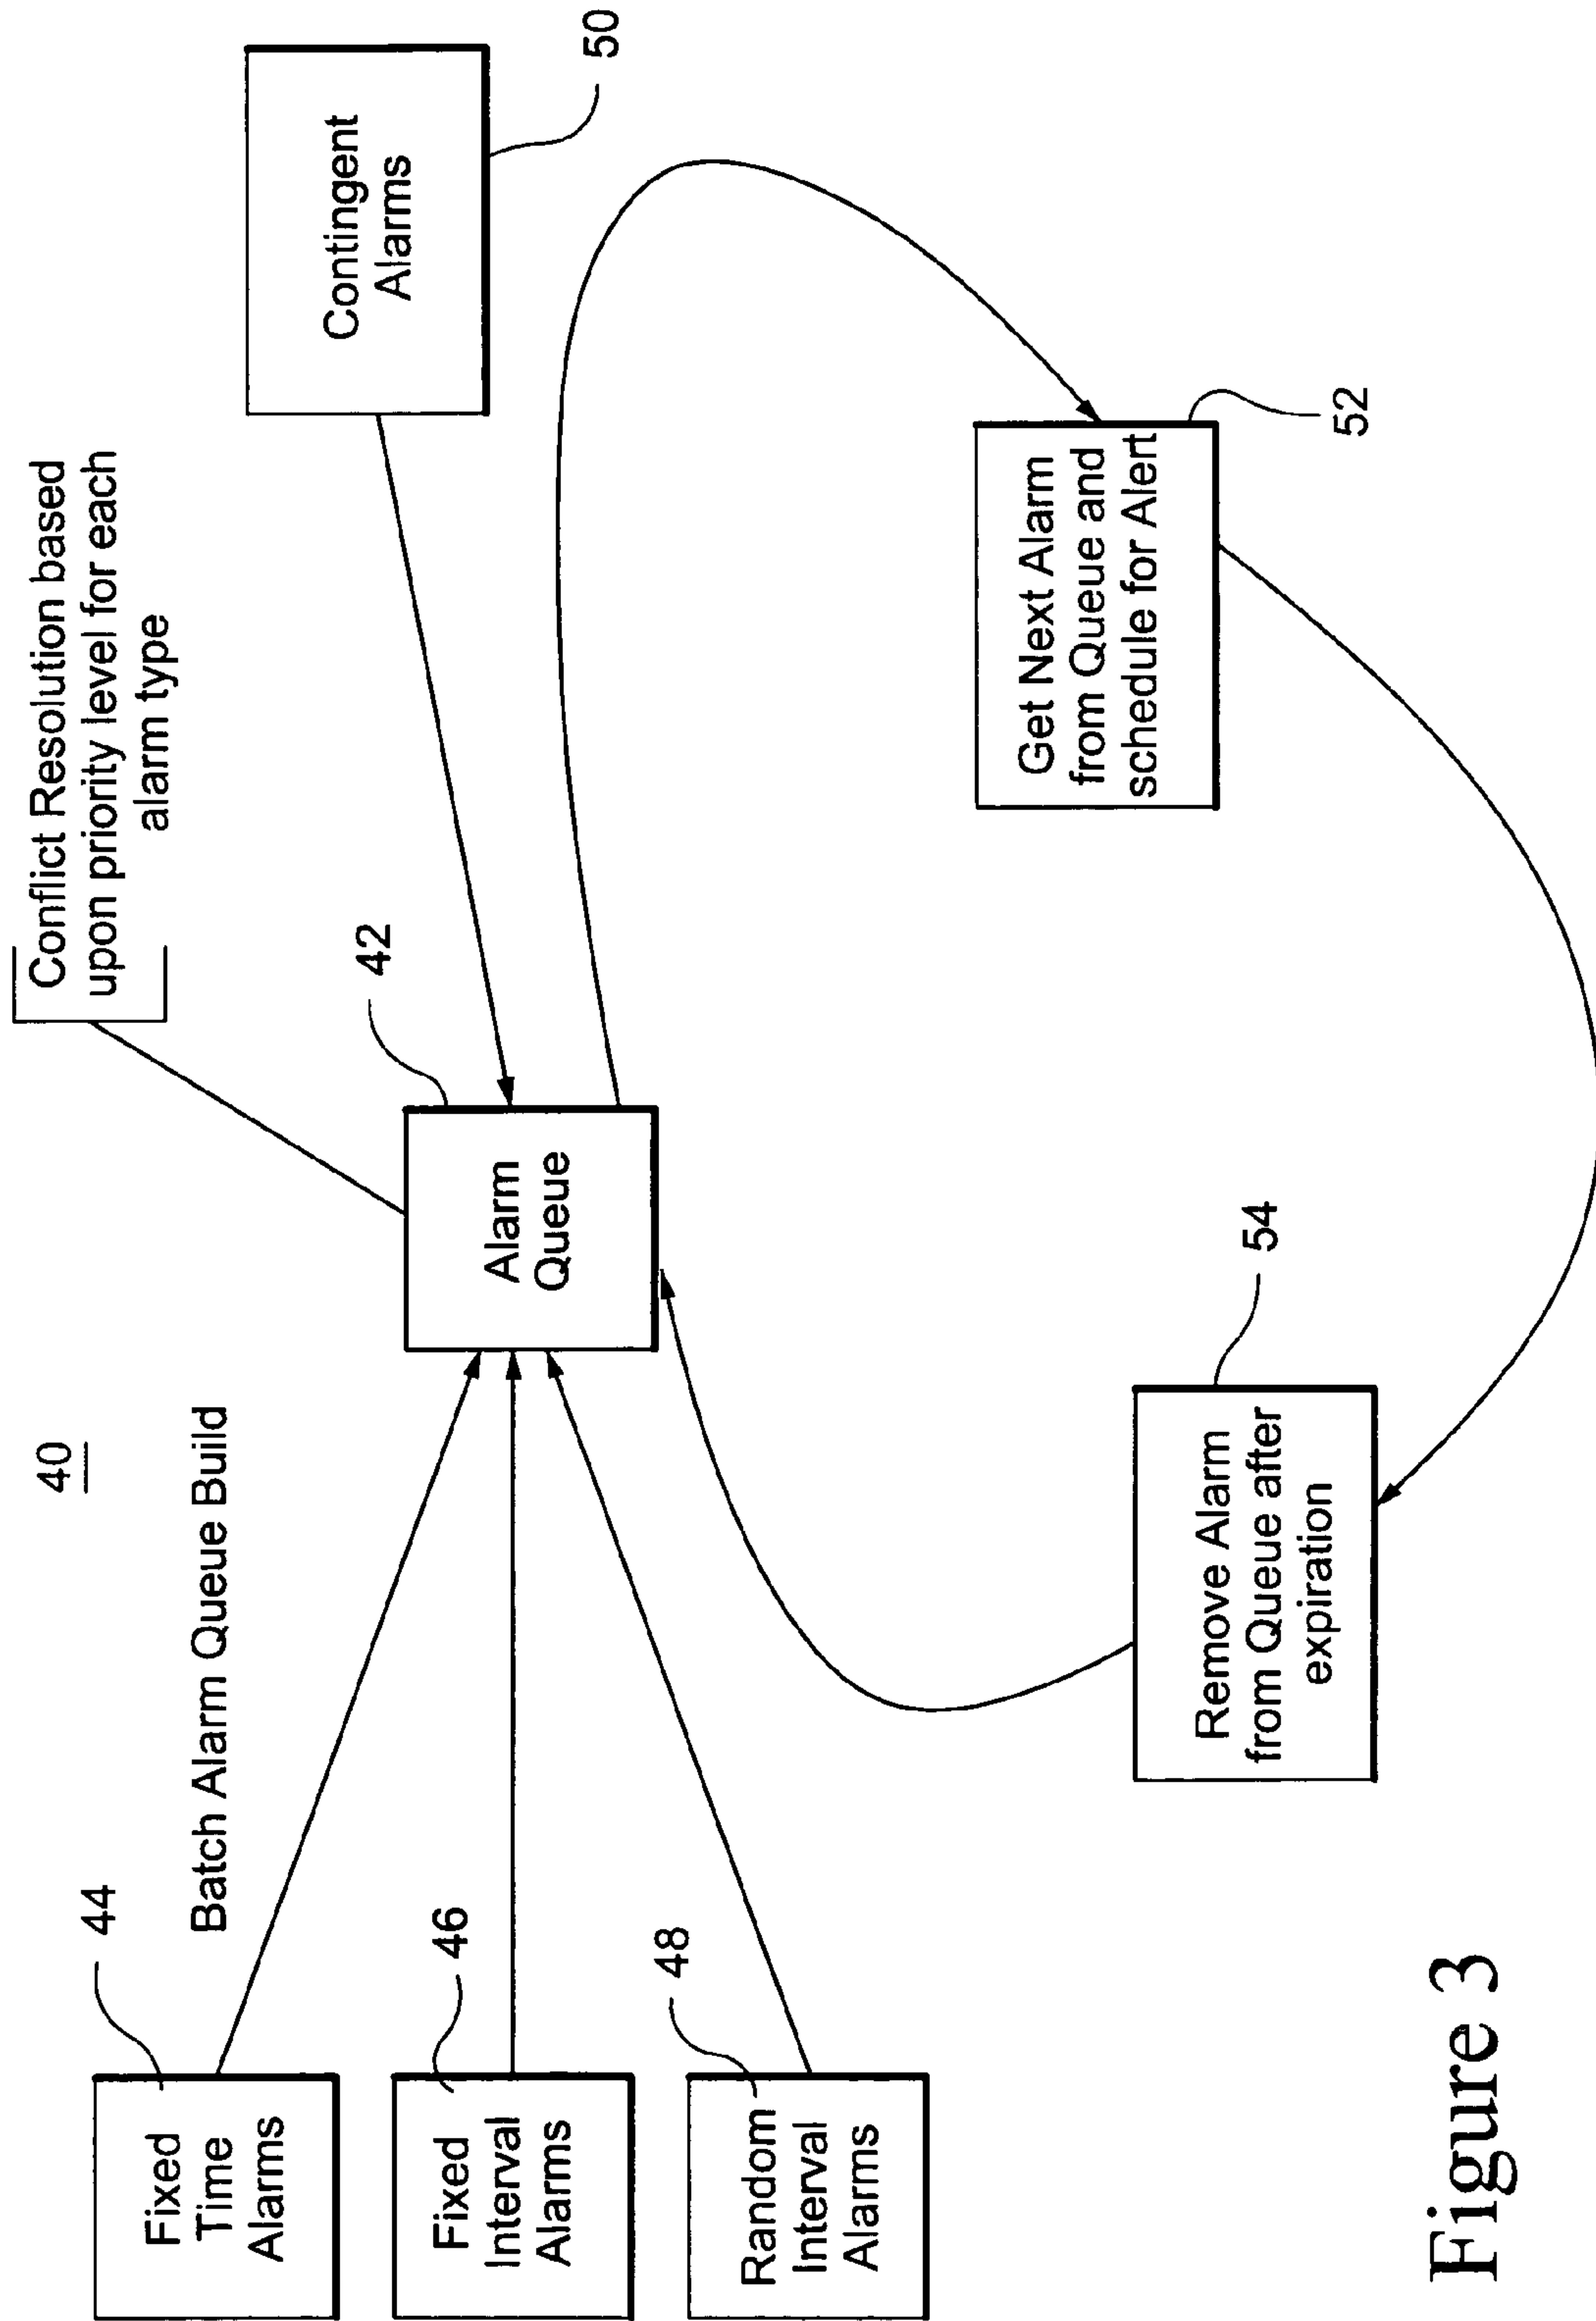 40
Conflict Resolution based
upon priority level for each
alarm type
Batch Alarm Queue Build
44
Fixed
Time
Alarms
46
Fixed
Interval
Alarms
48
Random
Interval
Alarms
42
Alarm
Queue
50
Contingent
Alarms
52
Get Next Alarm
from Queue and
schedule for Alert
54
Remove Alarm
from Queue after
expiration
Figure 3